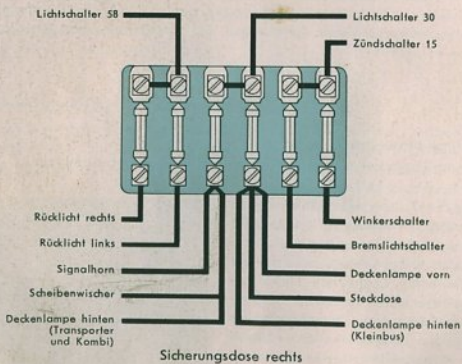 Lichtschalter 58
Lichtschalter 30
Zündschalter 15
Rücklicht rechts
Rücklicht links
Signalhorn
Scheibenwischer
Deckenlampe hinten
(Transporter
und Kombi)
Winkerschalter
Bremslichtschalter
Deckenlampe vorn
Steckdose
Deckenlampe hinten
(Kleinbus)
Sicherungsdose rechts